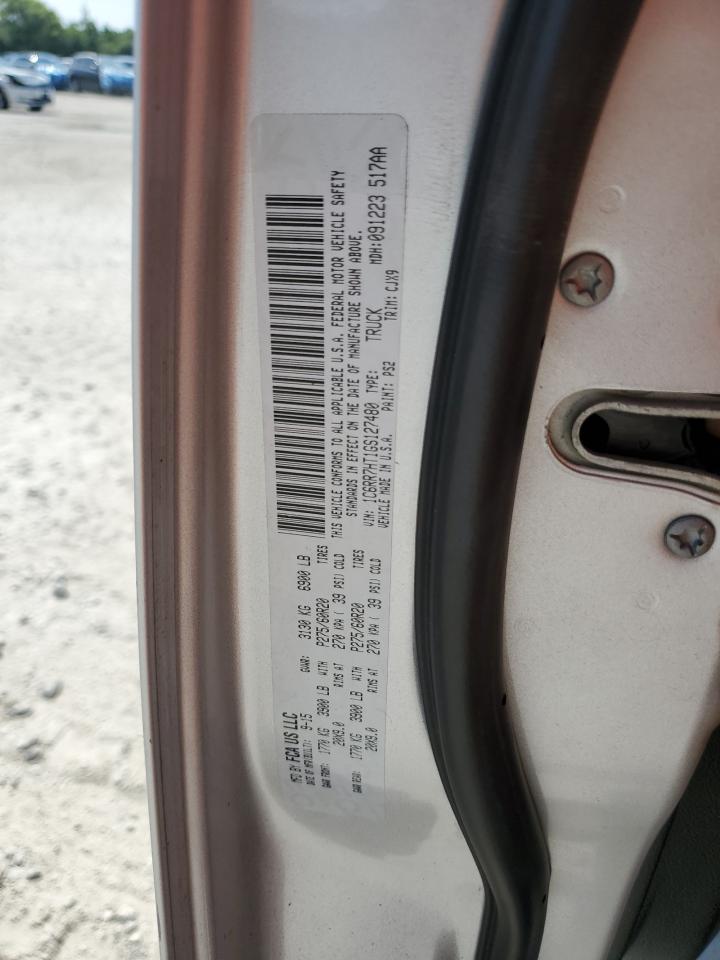 MFD BY: FCA US LLC
DATE OF MFR(BUILT): 9-15 GVWR: 3130 KG 6900 LB
GAWR FRONT: 1770 KG 3900 LB WITH P275/60R20 TIRES
20X9.0 RIMS AT 270 KPA ( 39 PSI) COLD
GAWR REAR: 1770 KG 3900 LB WITH P275/60R20 TIRES
20X9.0 RIMS AT 270 KPA ( 39 PSI) COLD
THIS VEHICLE CONFORMS TO ALL APPLICABLE U.S.A. FEDERAL MOTOR VEHICLE SAFETY
STANDARDS IN EFFECT ON THE DATE OF MANUFACTURE SHOWN ABOVE.
VIN: 1C6RR7HT1GS127480 TYPE: TRUCK MDH: 091223 517AA
VEHICLE MADE IN U.S.A. PAINT: PS2 TRIM: CJX9